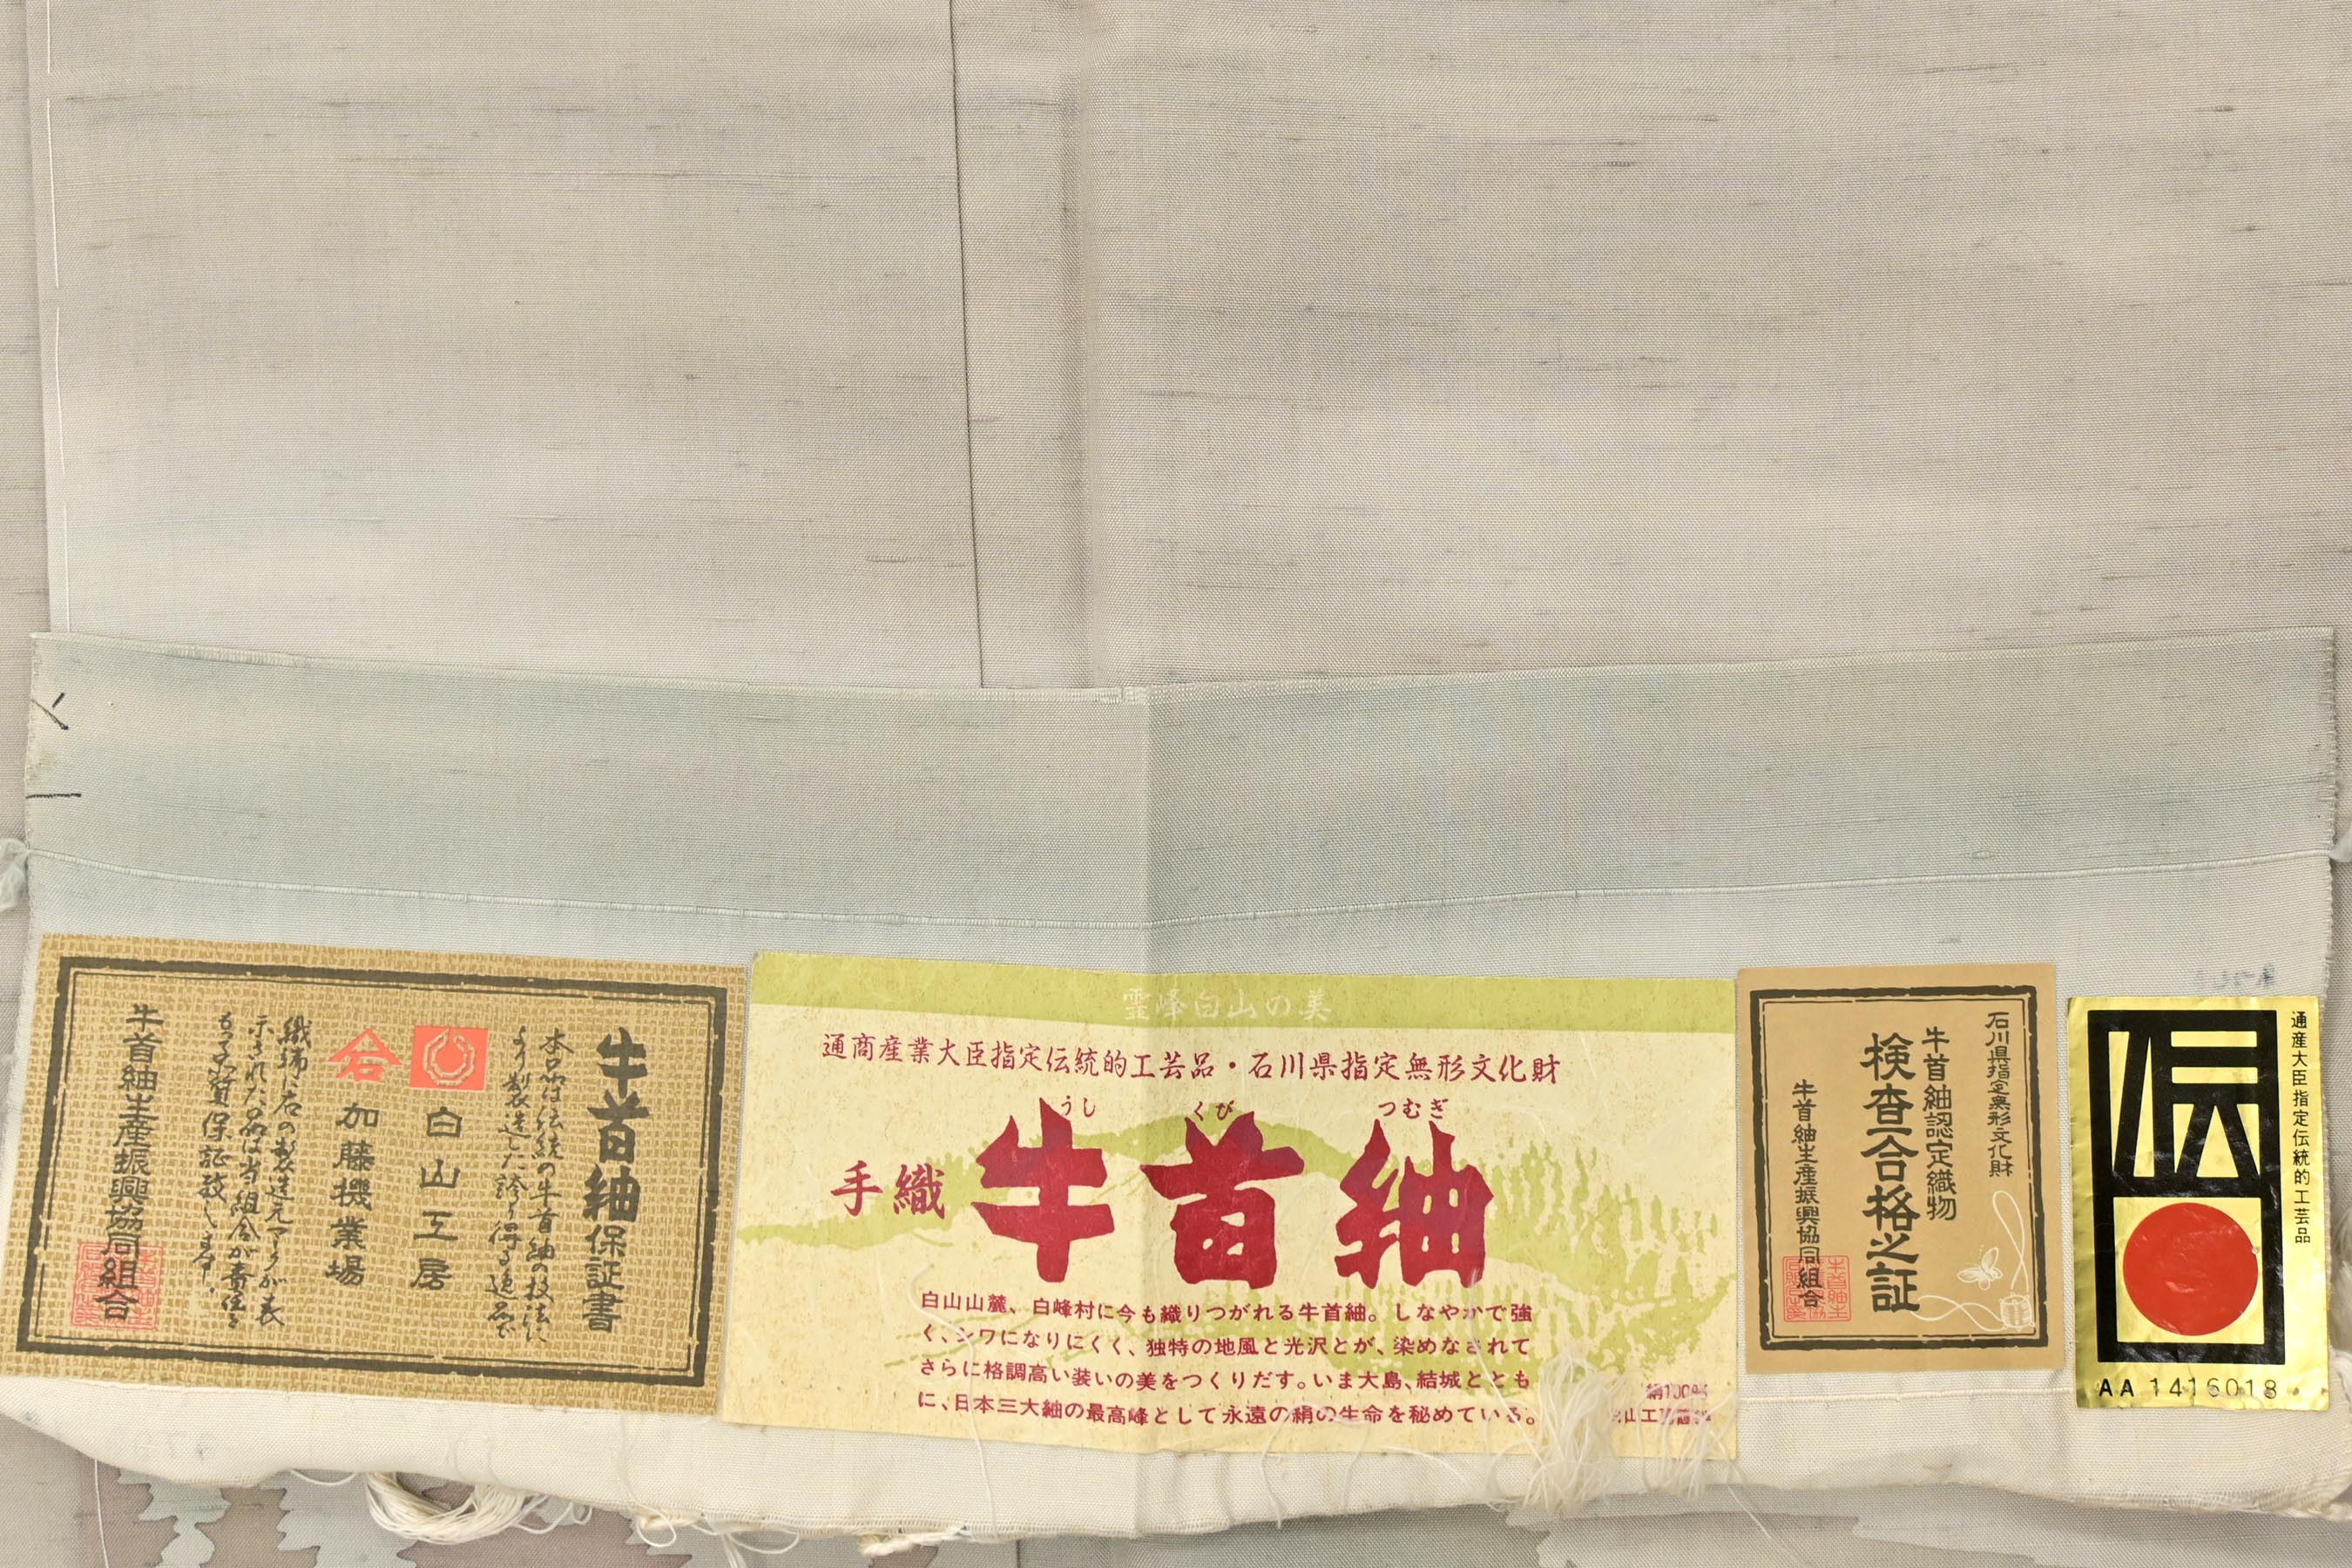 牛首紬保証書
本品は伝統の牛首紬の技法に
より製造した誇り得る逸品で
白山工房
加藤機業場
織締に右の製造元マークが表
示された品は当組合が責任を
もって品質保証致します。
牛首紬生産振興協同組合
霊峰白山の美
通商産業大臣指定伝統的工芸品・石川県指定無形文化財
うし くび つむぎ
手織 牛首紬
白山山麓、白峰村に今も織りつがれる牛首紬。しなやかで強
く、シワになりにくく、独特の地風と光沢とが、染めなされて
さらに格調高い装いの美をつくりだす。いま大島、結城ととも
に、日本三大紬の最高峰として永遠の絹の生命を秘めている。
絹100%
石川県指定無形文化財
牛首紬認定織物
検査合格之証
牛首紬生産振興協同組合
通産大臣指定伝統的工芸品
伝
AA 1416018